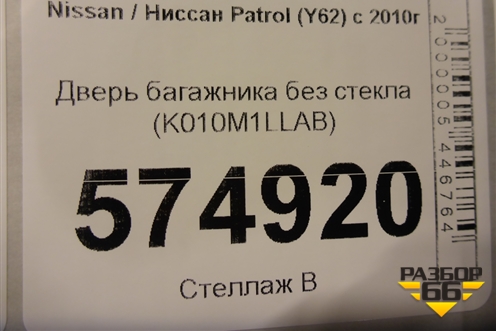 Nissan / Ниссан Patrol (Y62) с 2010г
Дверь багажника без стекла
(K010M1LLAB)
574920
Стеллаж В
2000005446764
РАЗБОР
66